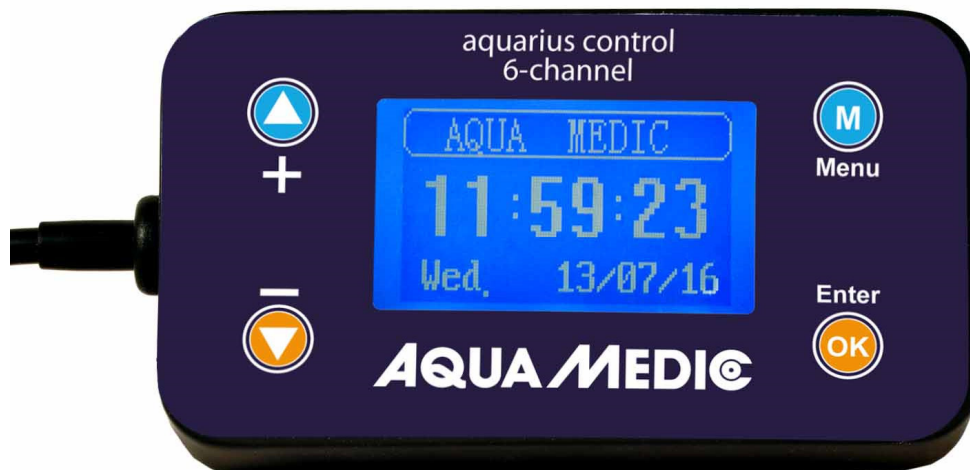 aquarius control
6-channel
+
M
Menu
AQUA MEDIC
11:59:23
Wed. 13/07/16
−
Enter
OK
AQUA MEDIC